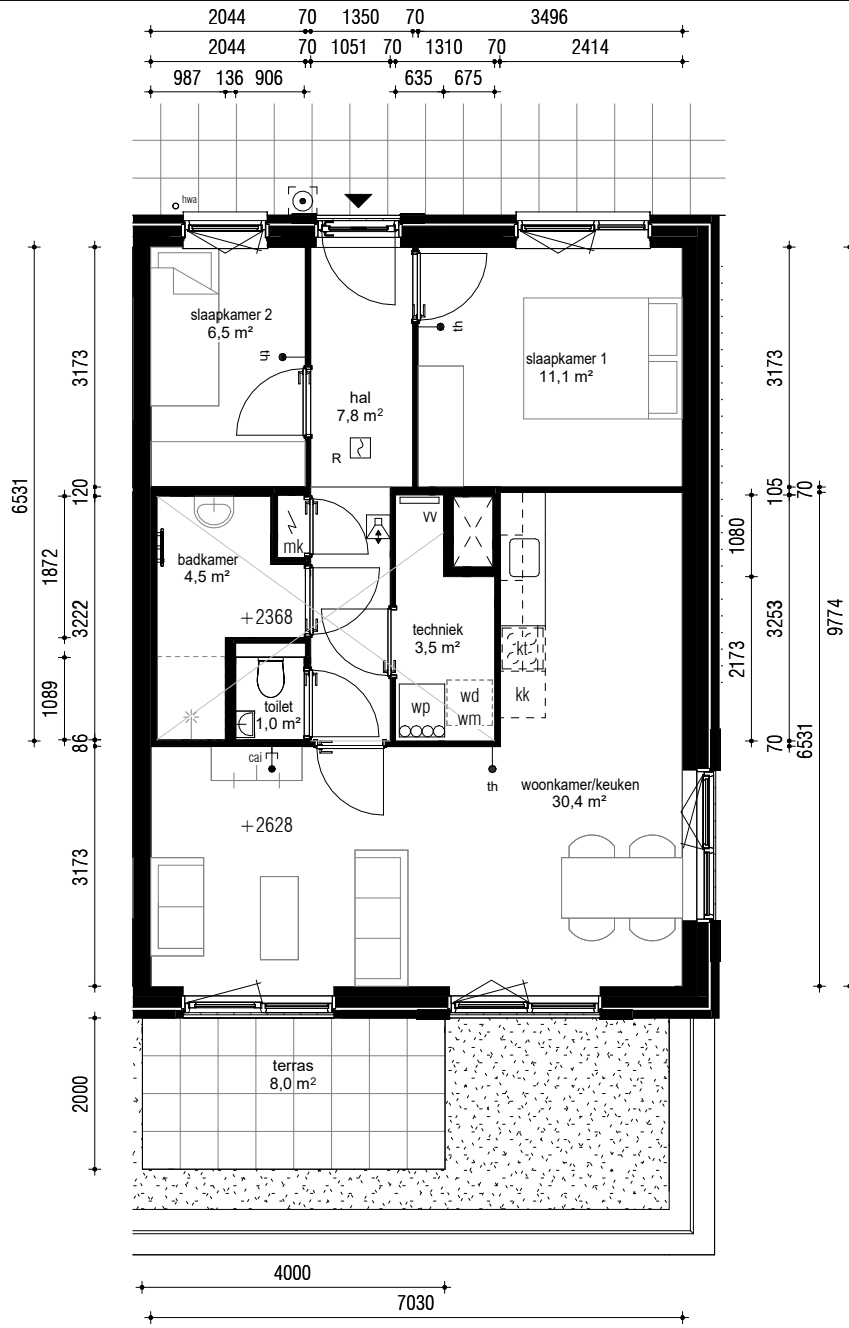 2044 70 1350 70 3496
2044 70 1051 70 1310 70 2414
987 136 906 635 675
hwa
slaapkamer 2
6,5 m²
th
th
slaapkamer 1
11,1 m²
hal
7,8 m²
R
3173
120
6531
1872
3222
1089
86
3173
2000
3173
105
70
1080
3253
9774
2173
70
6531
mk
vv
badkamer
4,5 m²
+2368
techniek
3,5 m²
kt
kk
wp
wd
wm
toilet
1,0 m²
cai
th
woonkamer/keuken
30,4 m²
+2628
terras
8,0 m²
4000
7030